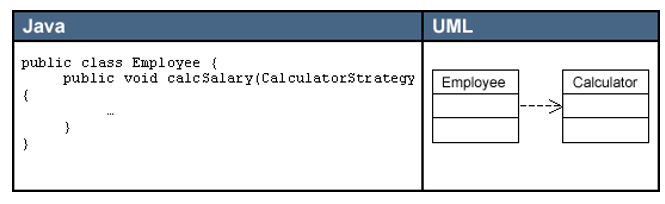 Java
UML
public class Employee {
public void calcSalary(CalculatorStrategy
{
…
}
}
Employee
Calculator